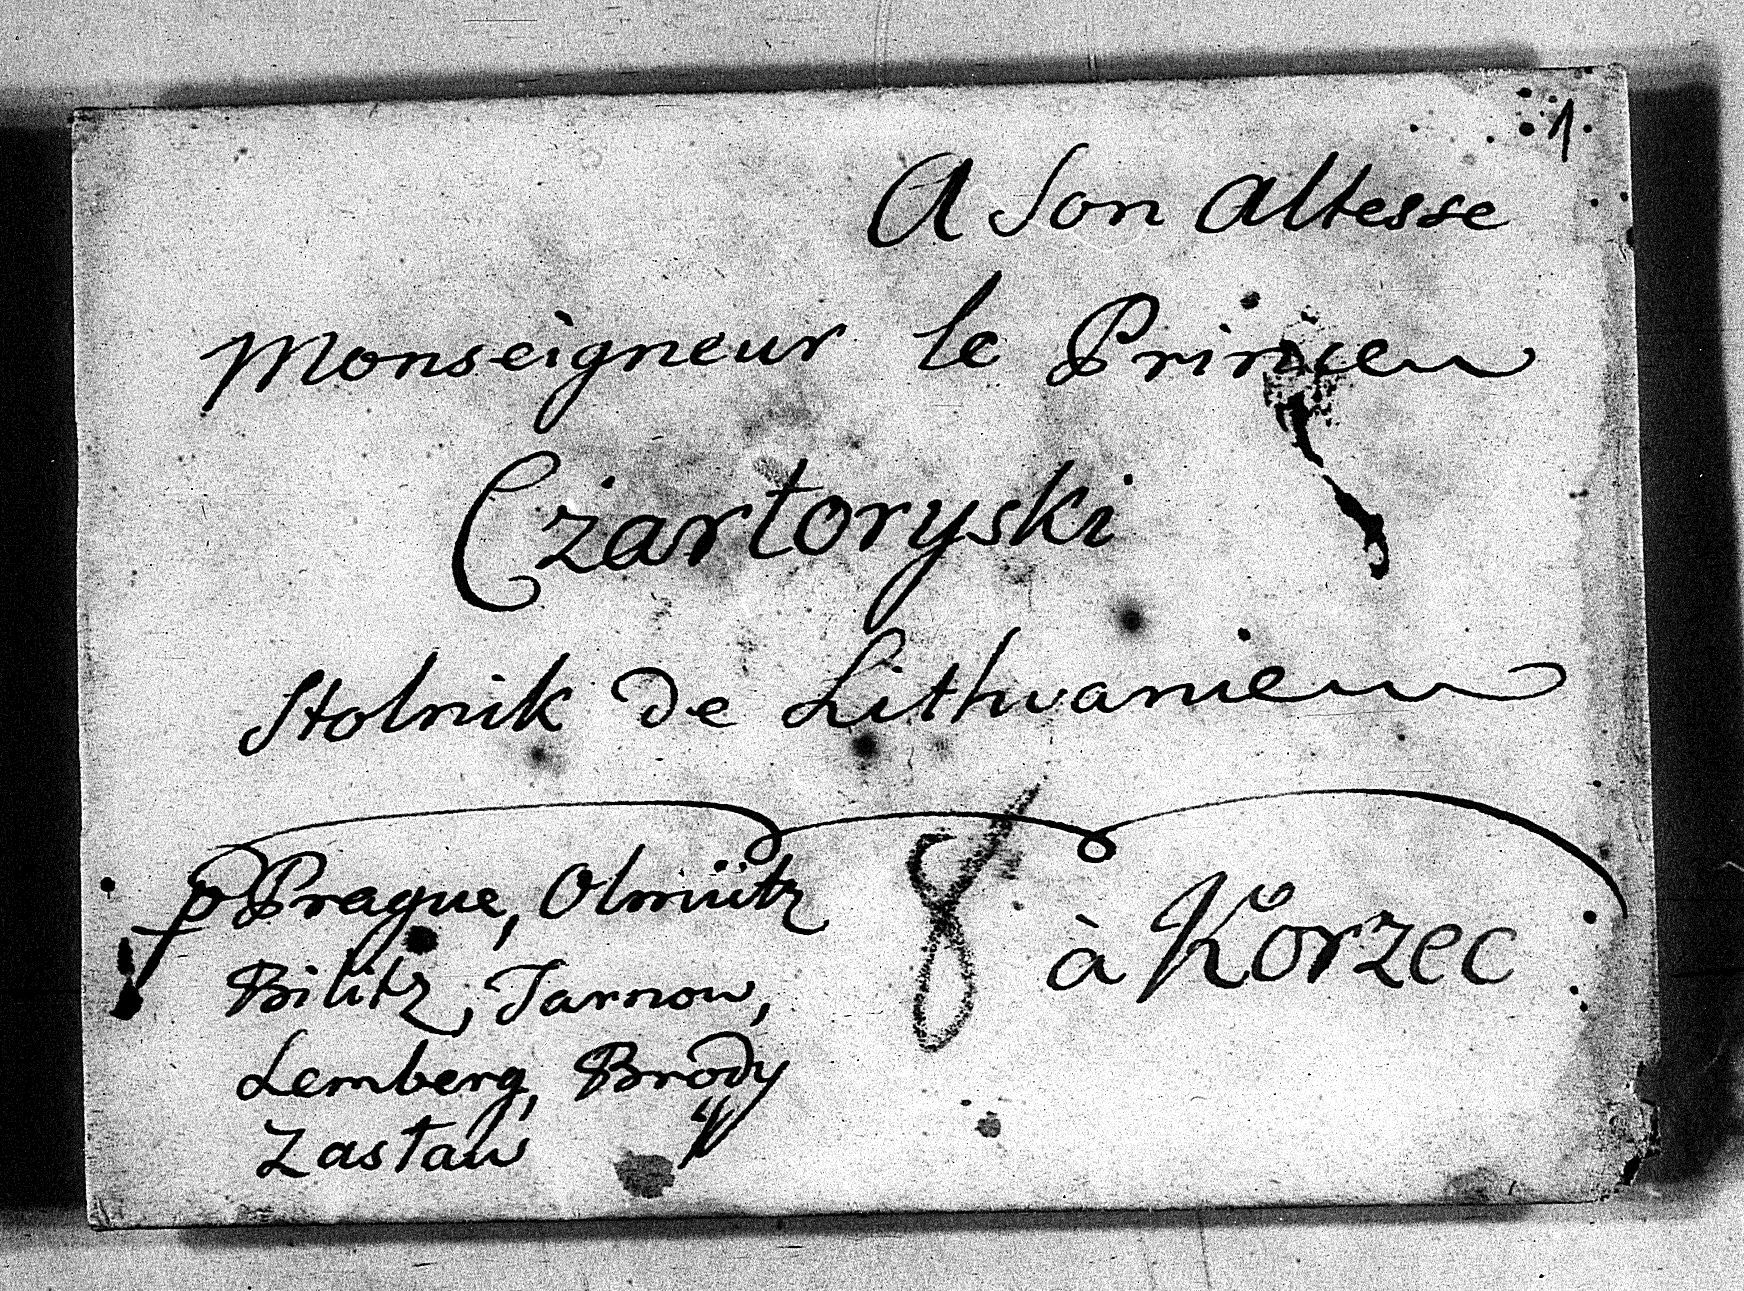 1
A Son Altesse
Monseigneur le Prince
Czartoryski
Stolnik de Lithuanie
8
à Korzec
p Prague, Olmütz
Bilitz, Tarnow,
Lemberg, Brody
Zastaw